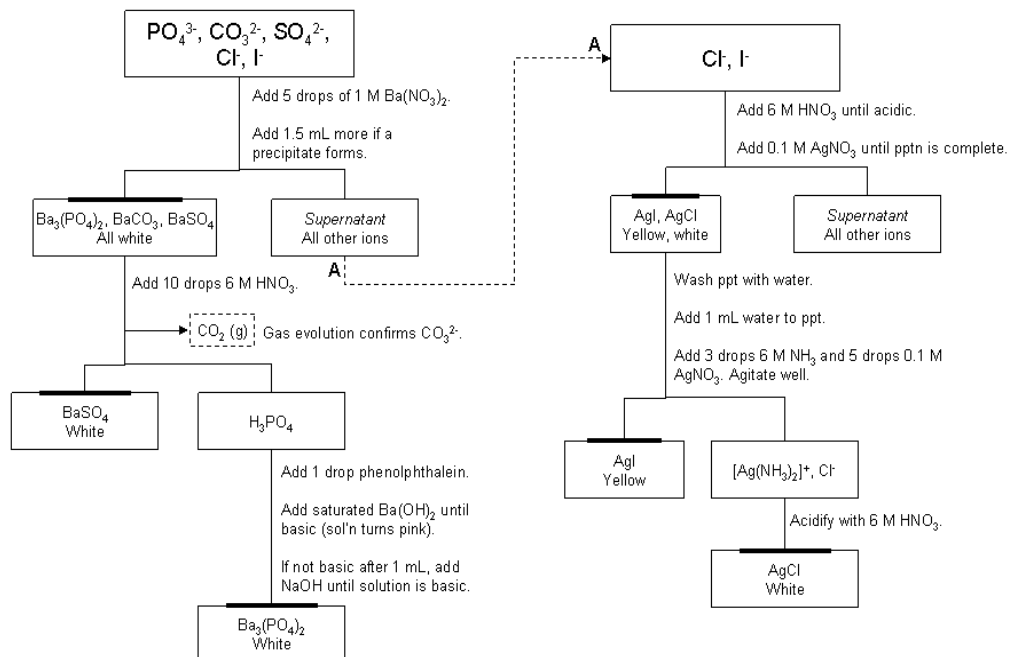 PO₄³⁻, CO₃²⁻, SO₄²⁻,
Cl⁻, I⁻
Add 5 drops of 1 M Ba(NO₃)₂.
Add 1.5 mL more if a
precipitate forms.
Ba₃(PO₄)₂, BaCO₃, BaSO₄
All white
Supernatant
All other ions
A
Add 10 drops 6 M HNO₃.
CO₂ (g)
Gas evolution confirms CO₃²⁻.
BaSO₄
White
H₃PO₄
Add 1 drop phenolphthalein.
Add saturated Ba(OH)₂ until
basic (sol'n turns pink).
If not basic after 1 mL, add
NaOH until solution is basic.
Ba₃(PO₄)₂
White
A
Cl⁻, I⁻
Add 6 M HNO₃ until acidic.
Add 0.1 M AgNO₃ until pptn is complete.
AgI, AgCl
Yellow, white
Supernatant
All other ions
Wash ppt with water.
Add 1 mL water to ppt.
Add 3 drops 6 M NH₃ and 5 drops 0.1 M
AgNO₃. Agitate well.
AgI
Yellow
[Ag(NH₃)₂]⁺, Cl⁻
Acidify with 6 M HNO₃.
AgCl
White